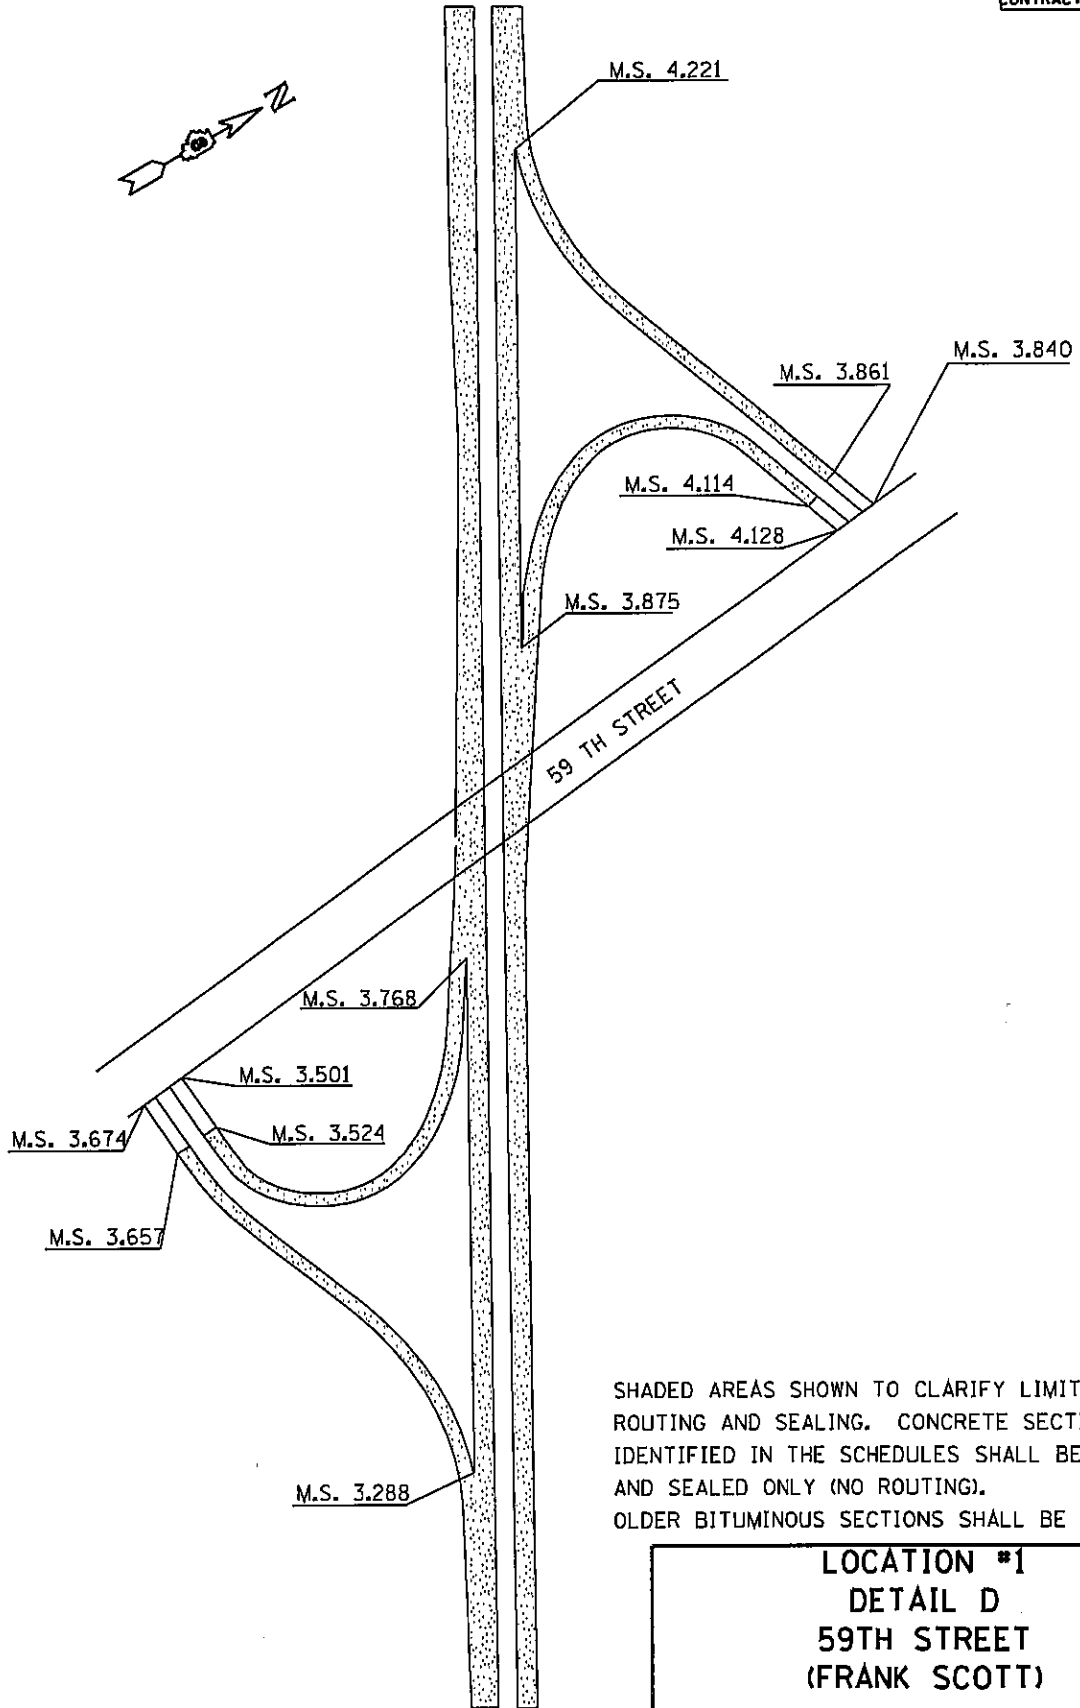 CONTRACT
N
M.S. 4.221
M.S. 3.840
M.S. 3.861
M.S. 4.114
M.S. 4.128
M.S. 3.875
59 TH STREET
M.S. 3.768
M.S. 3.501
M.S. 3.524
M.S. 3.674
M.S. 3.657
M.S. 3.288
SHADED AREAS SHOWN TO CLARIFY LIMIT
ROUTING AND SEALING. CONCRETE SECTI
IDENTIFIED IN THE SCHEDULES SHALL BE
AND SEALED ONLY (NO ROUTING).
OLDER BITUMINOUS SECTIONS SHALL BE
LOCATION #1
DETAIL D
59TH STREET
(FRANK SCOTT)